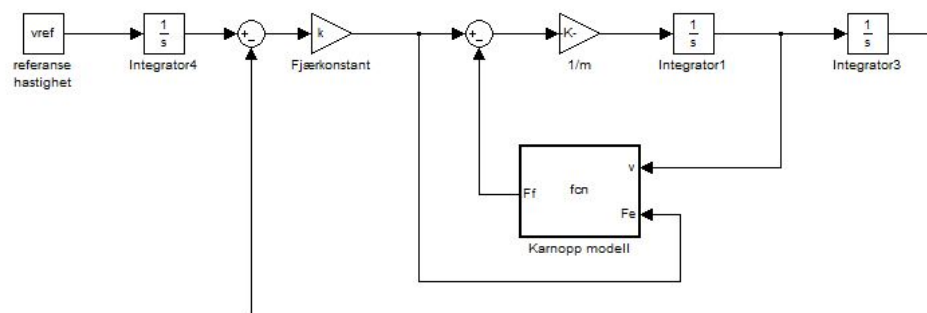 vref
referanse
hastighet
1
s
Integrator4
+
−
k
Fjærkonstant
+
−
K-
1/m
1
s
Integrator1
1
s
Integrator3
v
fcn
Ff
Fe
Karnopp modell